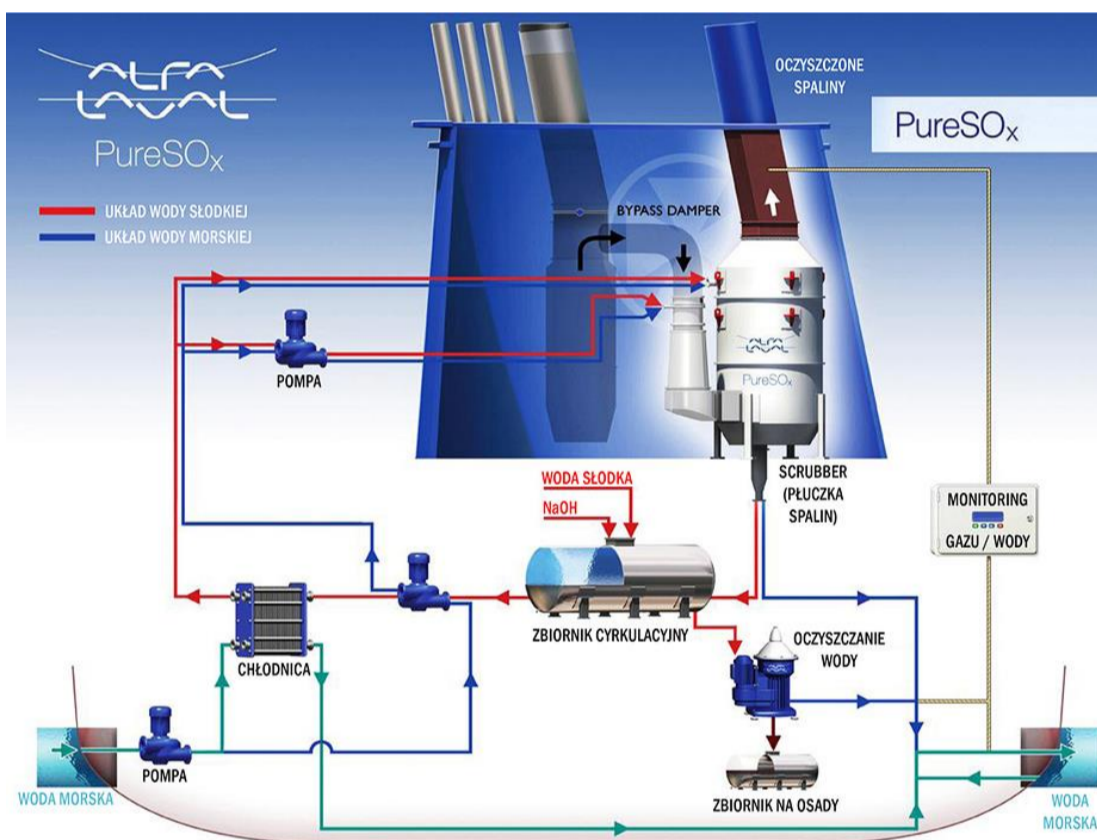 ALFA
LAVAL
PureSOx
UKŁAD WODY SŁODKIEJ
UKŁAD WODY MORSKIEJ
OCZYSZCZONE
SPALINY
PureSOx
BYPASS DAMPER
POMPA
ALFA
LAVAL
PureSOx
SCRUBBER
(PŁUCZKA
SPALIN)
WODA SŁODKA
NaOH
MONITORING
GAZU / WODY
ZBIORNIK CYRKULACYJNY
CHŁODNICA
OCZYSZCZANIE
WODY
POMPA
ZBIORNIK NA OSADY
WODA MORSKA
WODA
MORSKA